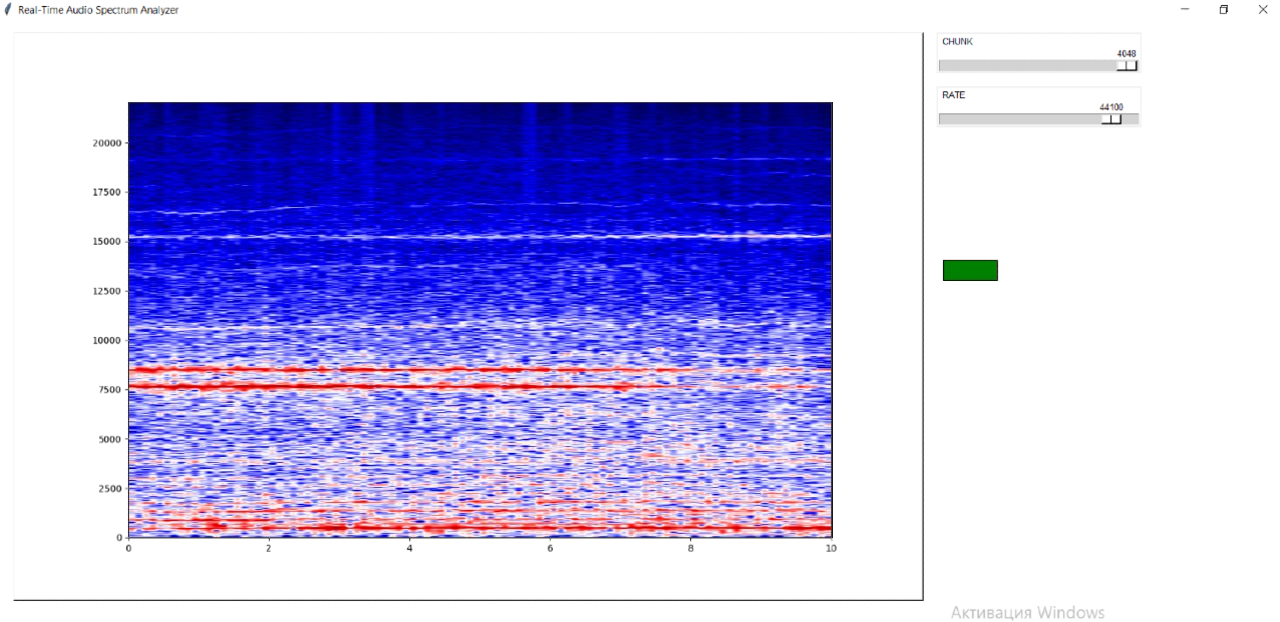 Real-Time Audio Spectrum Analyzer
CHUNK
4048
RATE
44100
20000
17500
15000
12500
10000
7500
5000
2500
0
0 2 4 6 8 10
Активация Windows